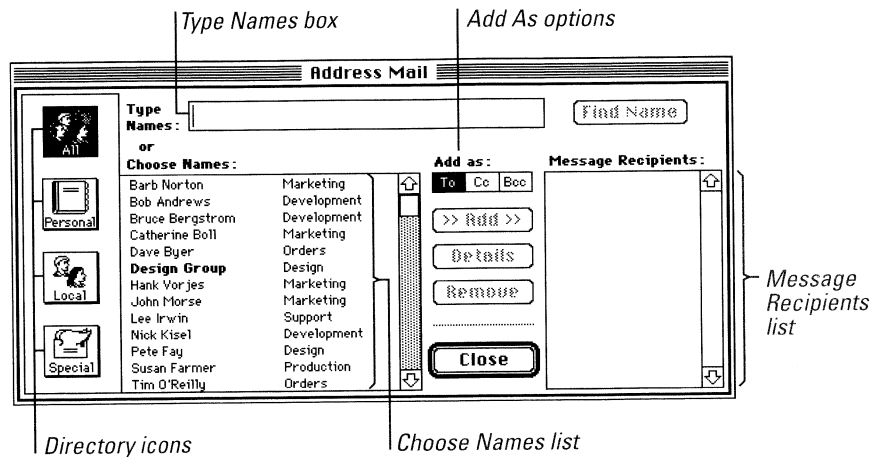 Type Names box
Add As options
Address Mail
All
Personal
Local
Special
Type
Names:
or
Choose Names:
Find Name
Barb Norton Marketing
Bob Andrews Development
Bruce Bergstrom Development
Catherine Boll Marketing
Dave Byer Orders
Design Group Design
Hank Vorjes Marketing
John Morse Marketing
Lee Irwin Support
Nick Kisel Development
Pete Fay Design
Susan Farmer Production
Tim O'Reilly Orders
Add as:
To Cc Bcc
>> Add >>
Details
Remove
Close
Message Recipients:
Message
Recipients
list
Directory icons
Choose Names list